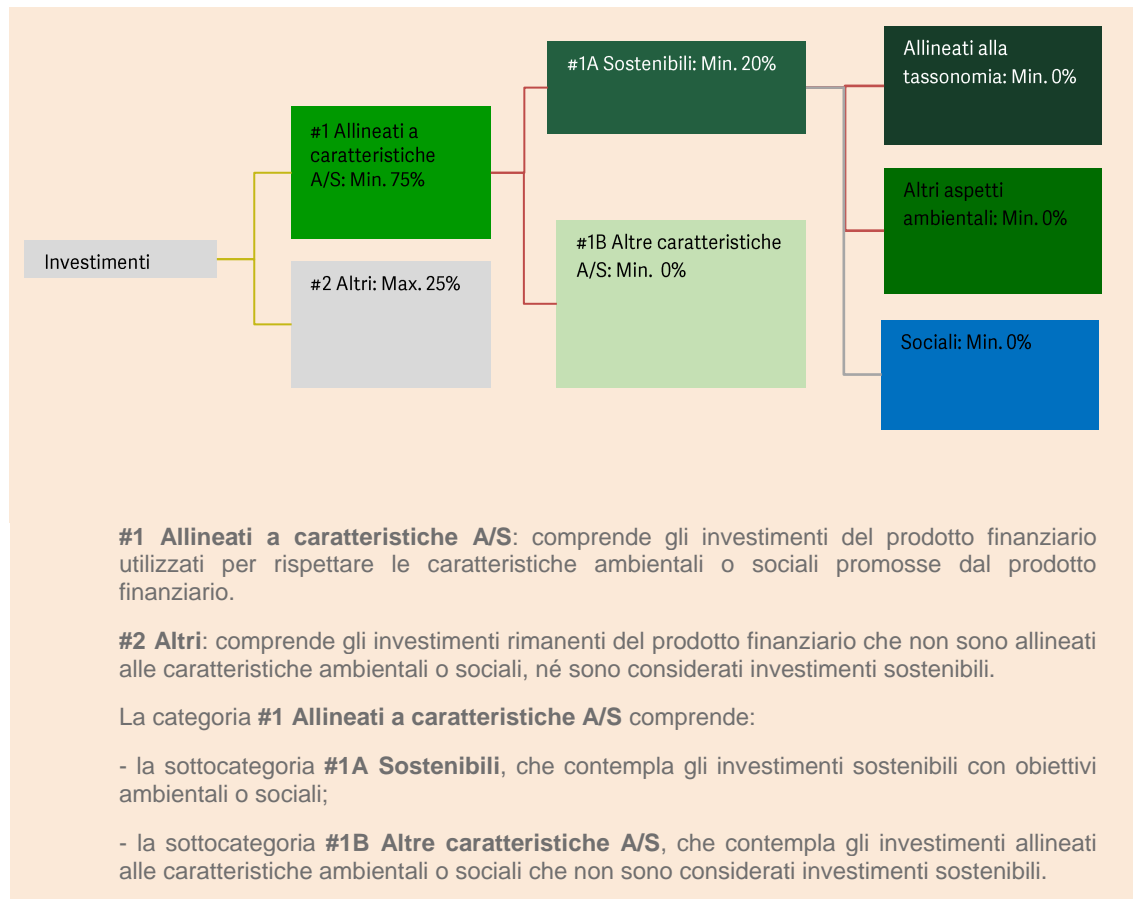 Investimenti
#1 Allineati a
caratteristiche
A/S: Min. 75%
#2 Altri: Max. 25%
#1A Sostenibili: Min. 20%
#1B Altre caratteristiche
A/S: Min. 0%
Allineati alla
tassonomia: Min. 0%
Altri aspetti
ambientali: Min. 0%
Sociali: Min. 0%
#1 Allineati a caratteristiche A/S: comprende gli investimenti del prodotto finanziario
utilizzati per rispettare le caratteristiche ambientali o sociali promosse dal prodotto
finanziario.
#2 Altri: comprende gli investimenti rimanenti del prodotto finanziario che non sono allineati
alle caratteristiche ambientali o sociali, né sono considerati investimenti sostenibili.
La categoria #1 Allineati a caratteristiche A/S comprende:
- la sottocategoria #1A Sostenibili, che contempla gli investimenti sostenibili con obiettivi
ambientali o sociali;
- la sottocategoria #1B Altre caratteristiche A/S, che contempla gli investimenti allineati
alle caratteristiche ambientali o sociali che non sono considerati investimenti sostenibili.